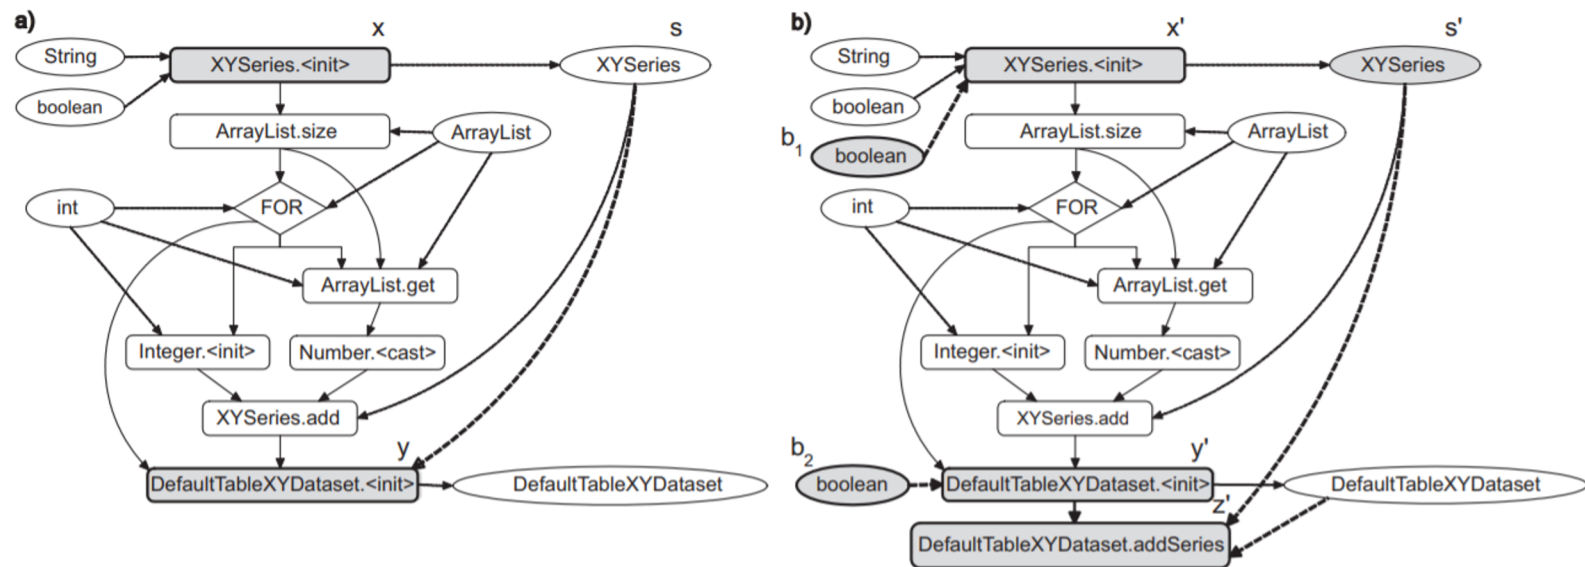 a)
x
s
String
XYSeries.<init>
XYSeries
boolean
ArrayList.size
ArrayList
int
FOR
ArrayList.get
Integer.<init>
Number.<cast>
XYSeries.add
y
DefaultTableXYDataset.<init>
DefaultTableXYDataset
b)
x'
s'
String
XYSeries.<init>
XYSeries
boolean
b1
boolean
ArrayList.size
ArrayList
int
FOR
ArrayList.get
Integer.<init>
Number.<cast>
XYSeries.add
b2
y'
boolean
DefaultTableXYDataset.<init>
DefaultTableXYDataset
z'
DefaultTableXYDataset.addSeries